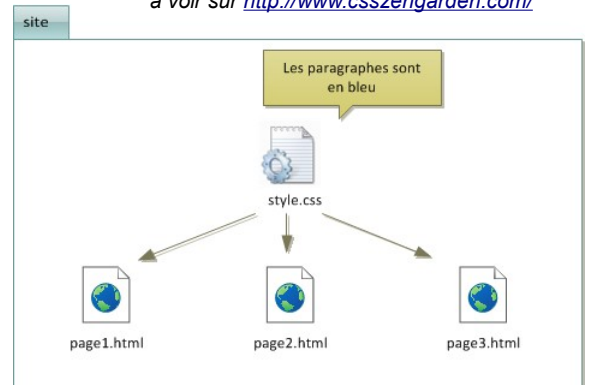 à voir sur http://www.csszengarden.com/
site
Les paragraphes sont
en bleu
style.css
page1.html
page2.html
page3.html